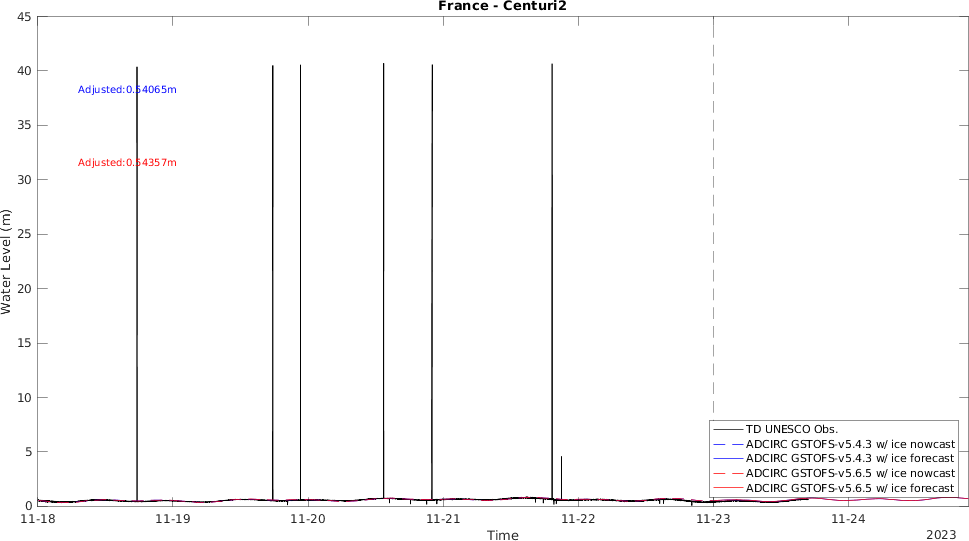 France - Centuri2
45
40
35
30
25
20
15
10
5
0
Water Level (m)
Adjusted:0.54065m
Adjusted:0.54357m
TD UNESCO Obs.
ADCIRC GSTOFS-v5.4.3 w/ ice nowcast
ADCIRC GSTOFS-v5.4.3 w/ ice forecast
ADCIRC GSTOFS-v5.6.5 w/ ice nowcast
ADCIRC GSTOFS-v5.6.5 w/ ice forecast
11-18 11-19 11-20 11-21 11-22 11-23 11-24
Time
2023